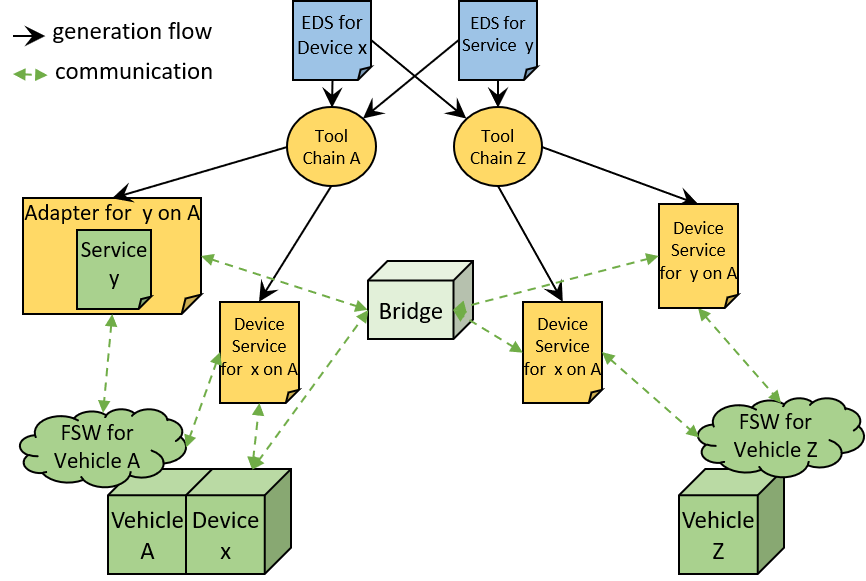 generation flow
communication
EDS for
Device x
EDS for
Service y
Tool
Chain A
Tool
Chain Z
Adapter for y on A
Service
y
Device
Service
for x on A
Bridge
Device
Service
for x on A
Device
Service
for y on A
FSW for
Vehicle A
FSW for
Vehicle Z
Vehicle
A
Device
x
Vehicle
Z